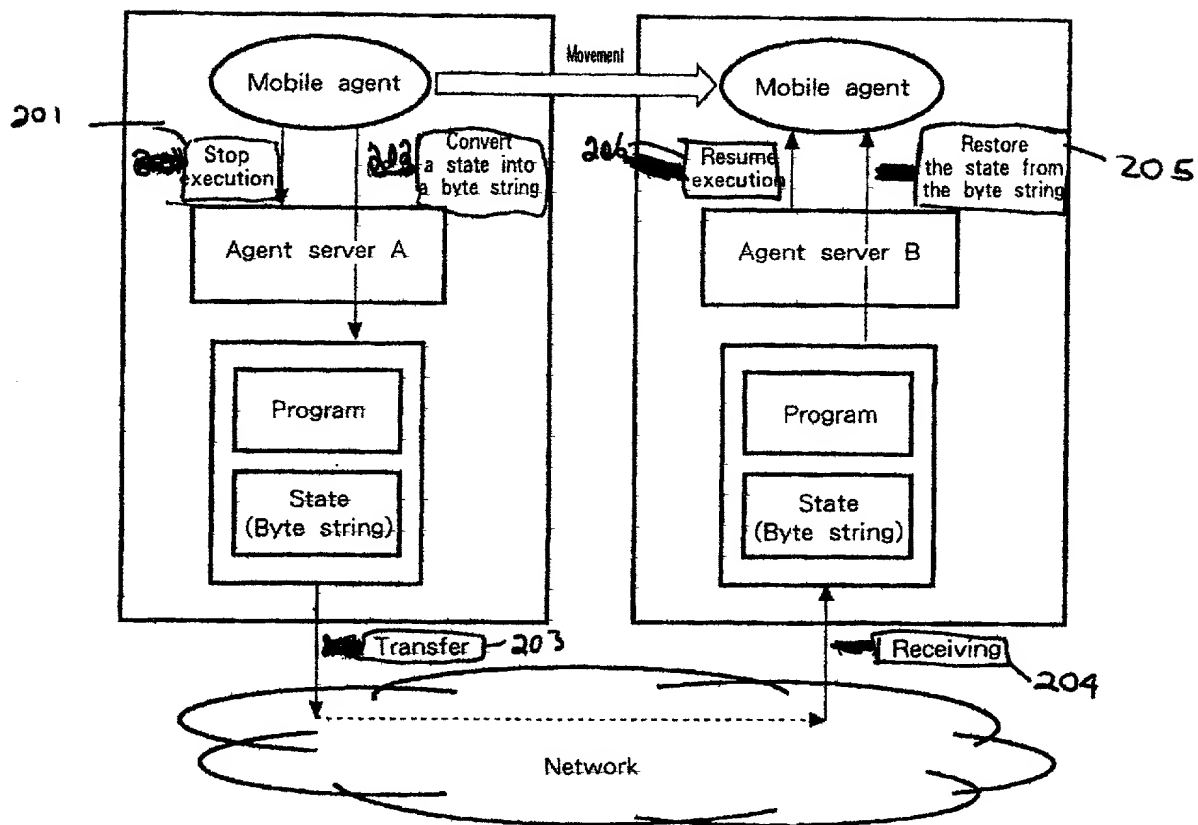 Movement
Mobile agent
Mobile agent
201
Stop
execution
202
Convert
a state into
a byte string
206
Resume
execution
Restore
the state from
the byte string
205
Agent server A
Agent server B
Program
State
(Byte string)
Program
State
(Byte string)
Transfer
203
Receiving
204
Network